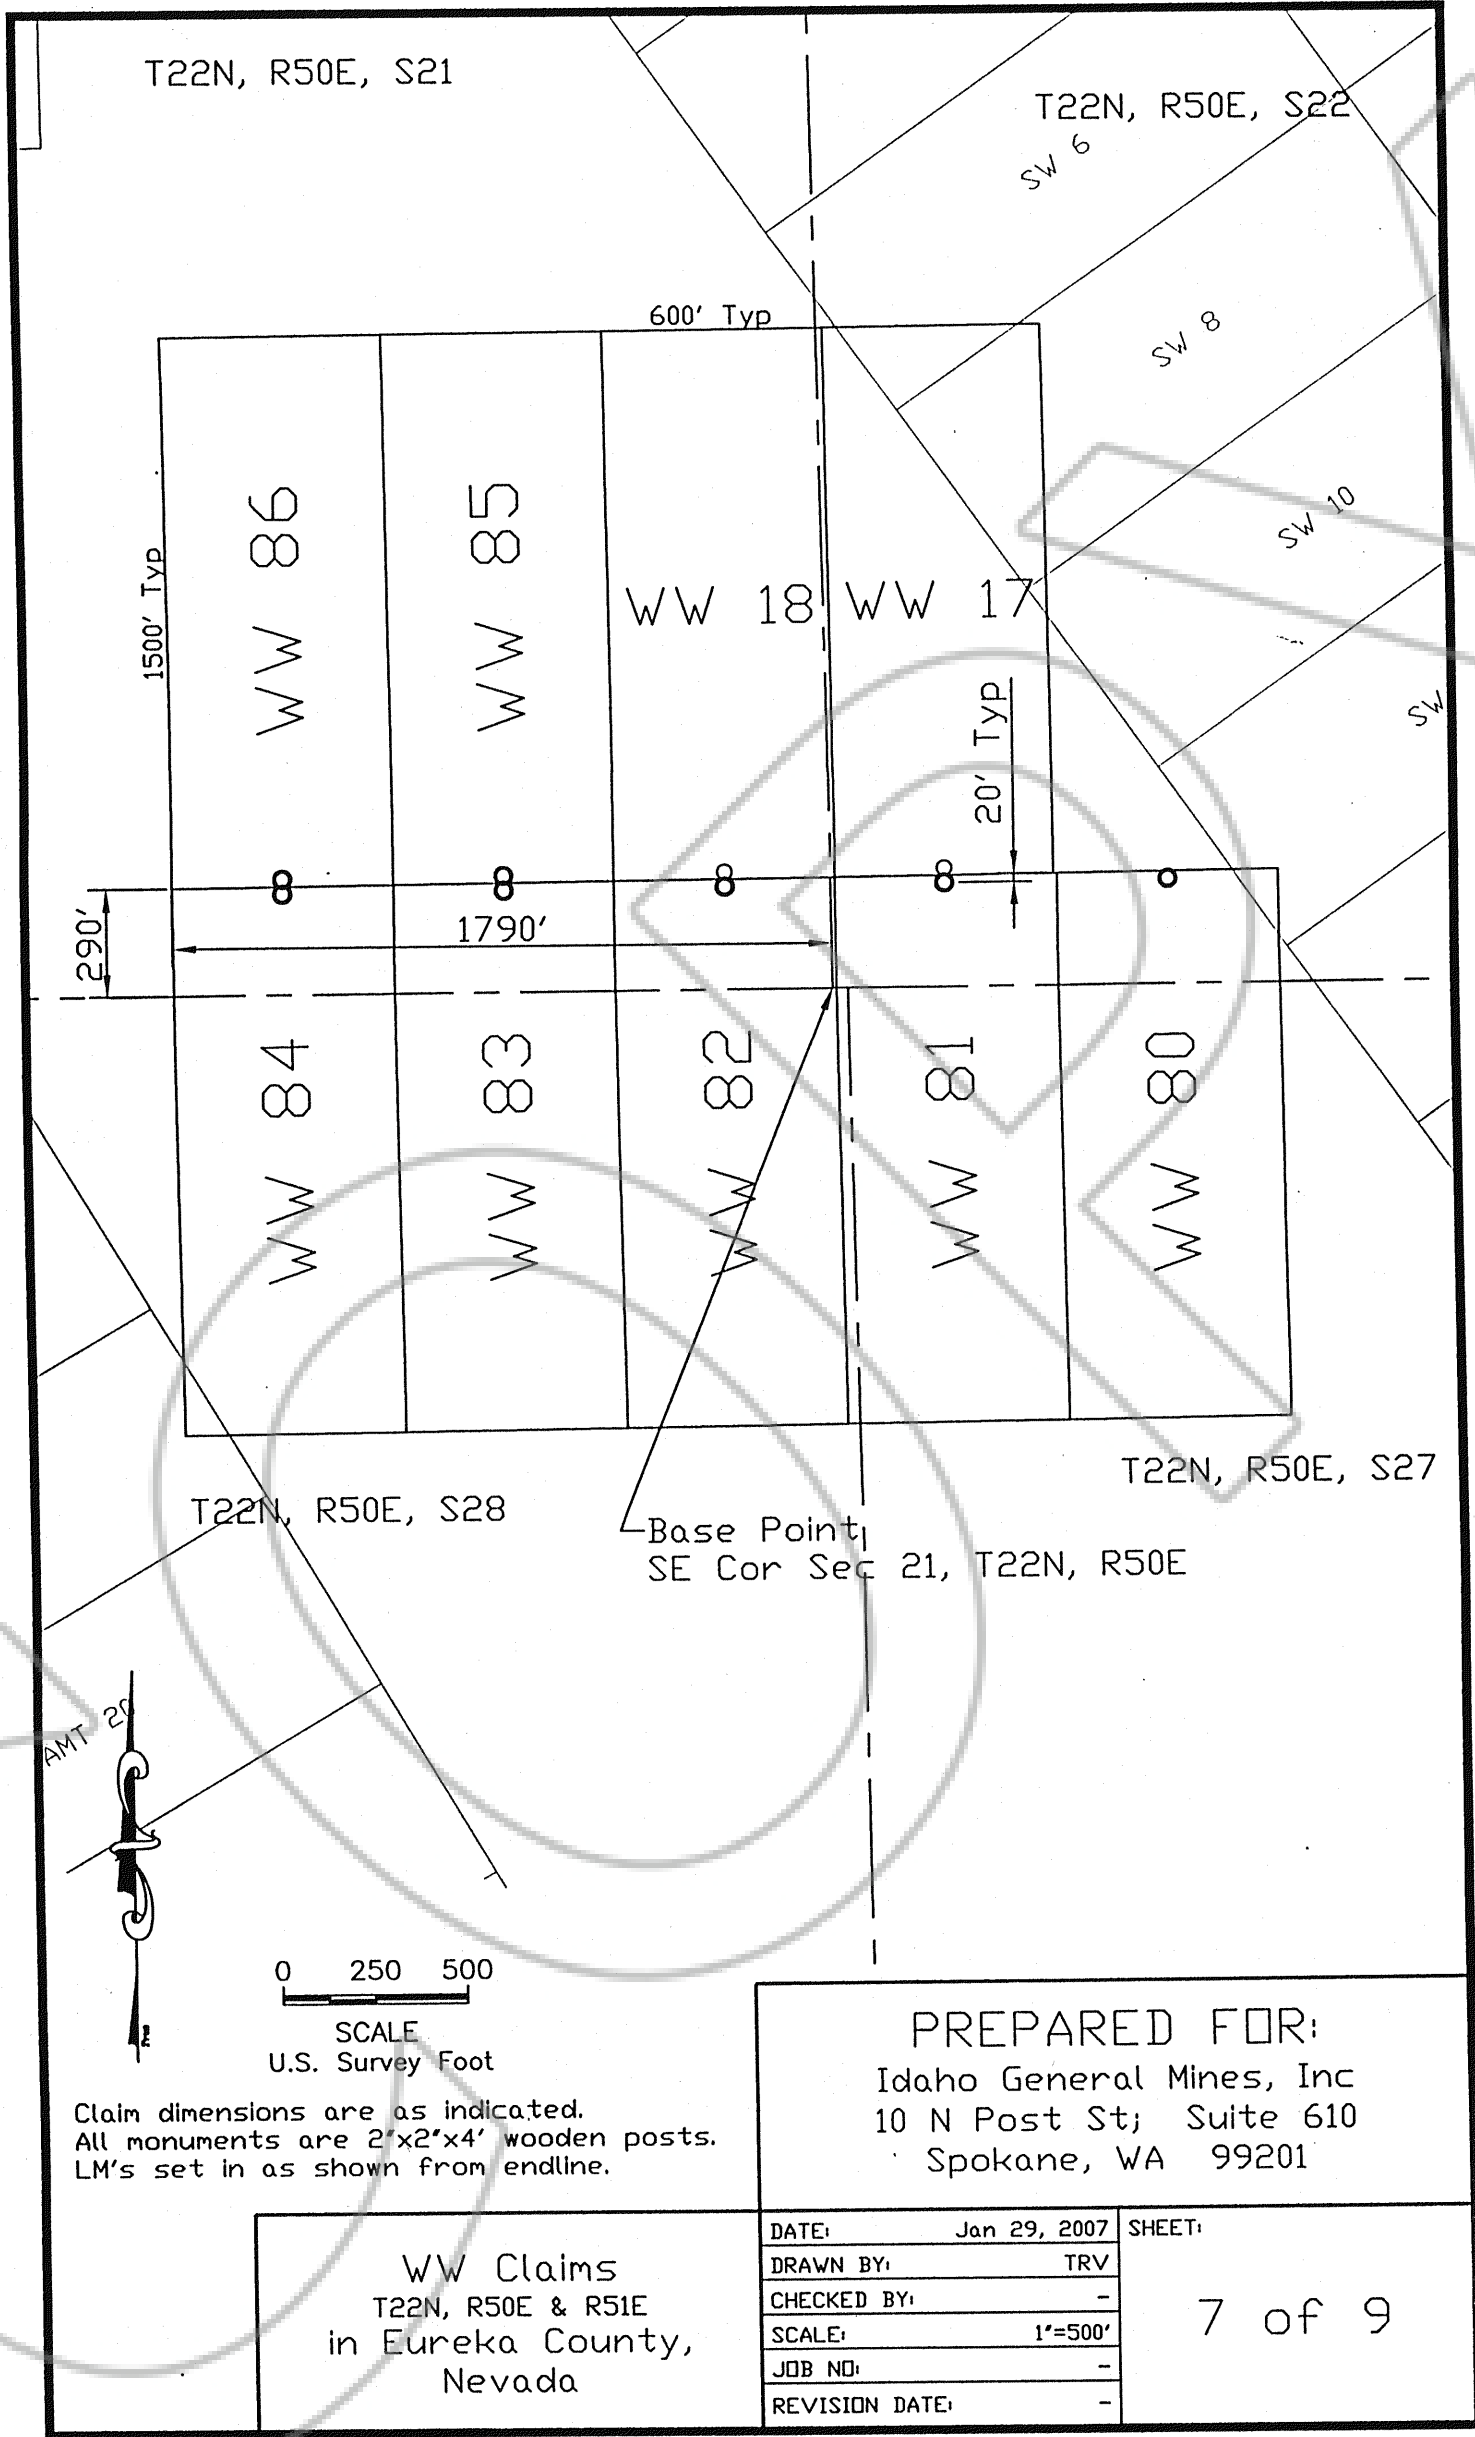 T22N, R50E, S21
T22N, R50E, S22
SW 6
600' Typ
SW 8
WW 86
WW 85
SW 10
1500' Typ
WW 18
WW 17
SW
20' Typ
290'
1790'
WW 84
WW 83
WW 82
WW 81
WW 80
T22N, R50E, S27
T22N, R50E, S28
Base Point;
SE Cor Sec 21, T22N, R50E
AMT 20
0 250 500
SCALE
U.S. Survey Foot
Claim dimensions are as indicated.
All monuments are 2"x2"x4' wooden posts.
LM's set in as shown from endline.
PREPARED FOR:
Idaho General Mines, Inc
10 N Post St; Suite 610
Spokane, WA 99201
WW Claims
T22N, R50E & R51E
in Eureka County,
Nevada
DATE: Jan 29, 2007
DRAWN BY: TRV
CHECKED BY: -
SCALE: 1"=500'
JOB NO: -
REVISION DATE: -
SHEET:
7 of 9